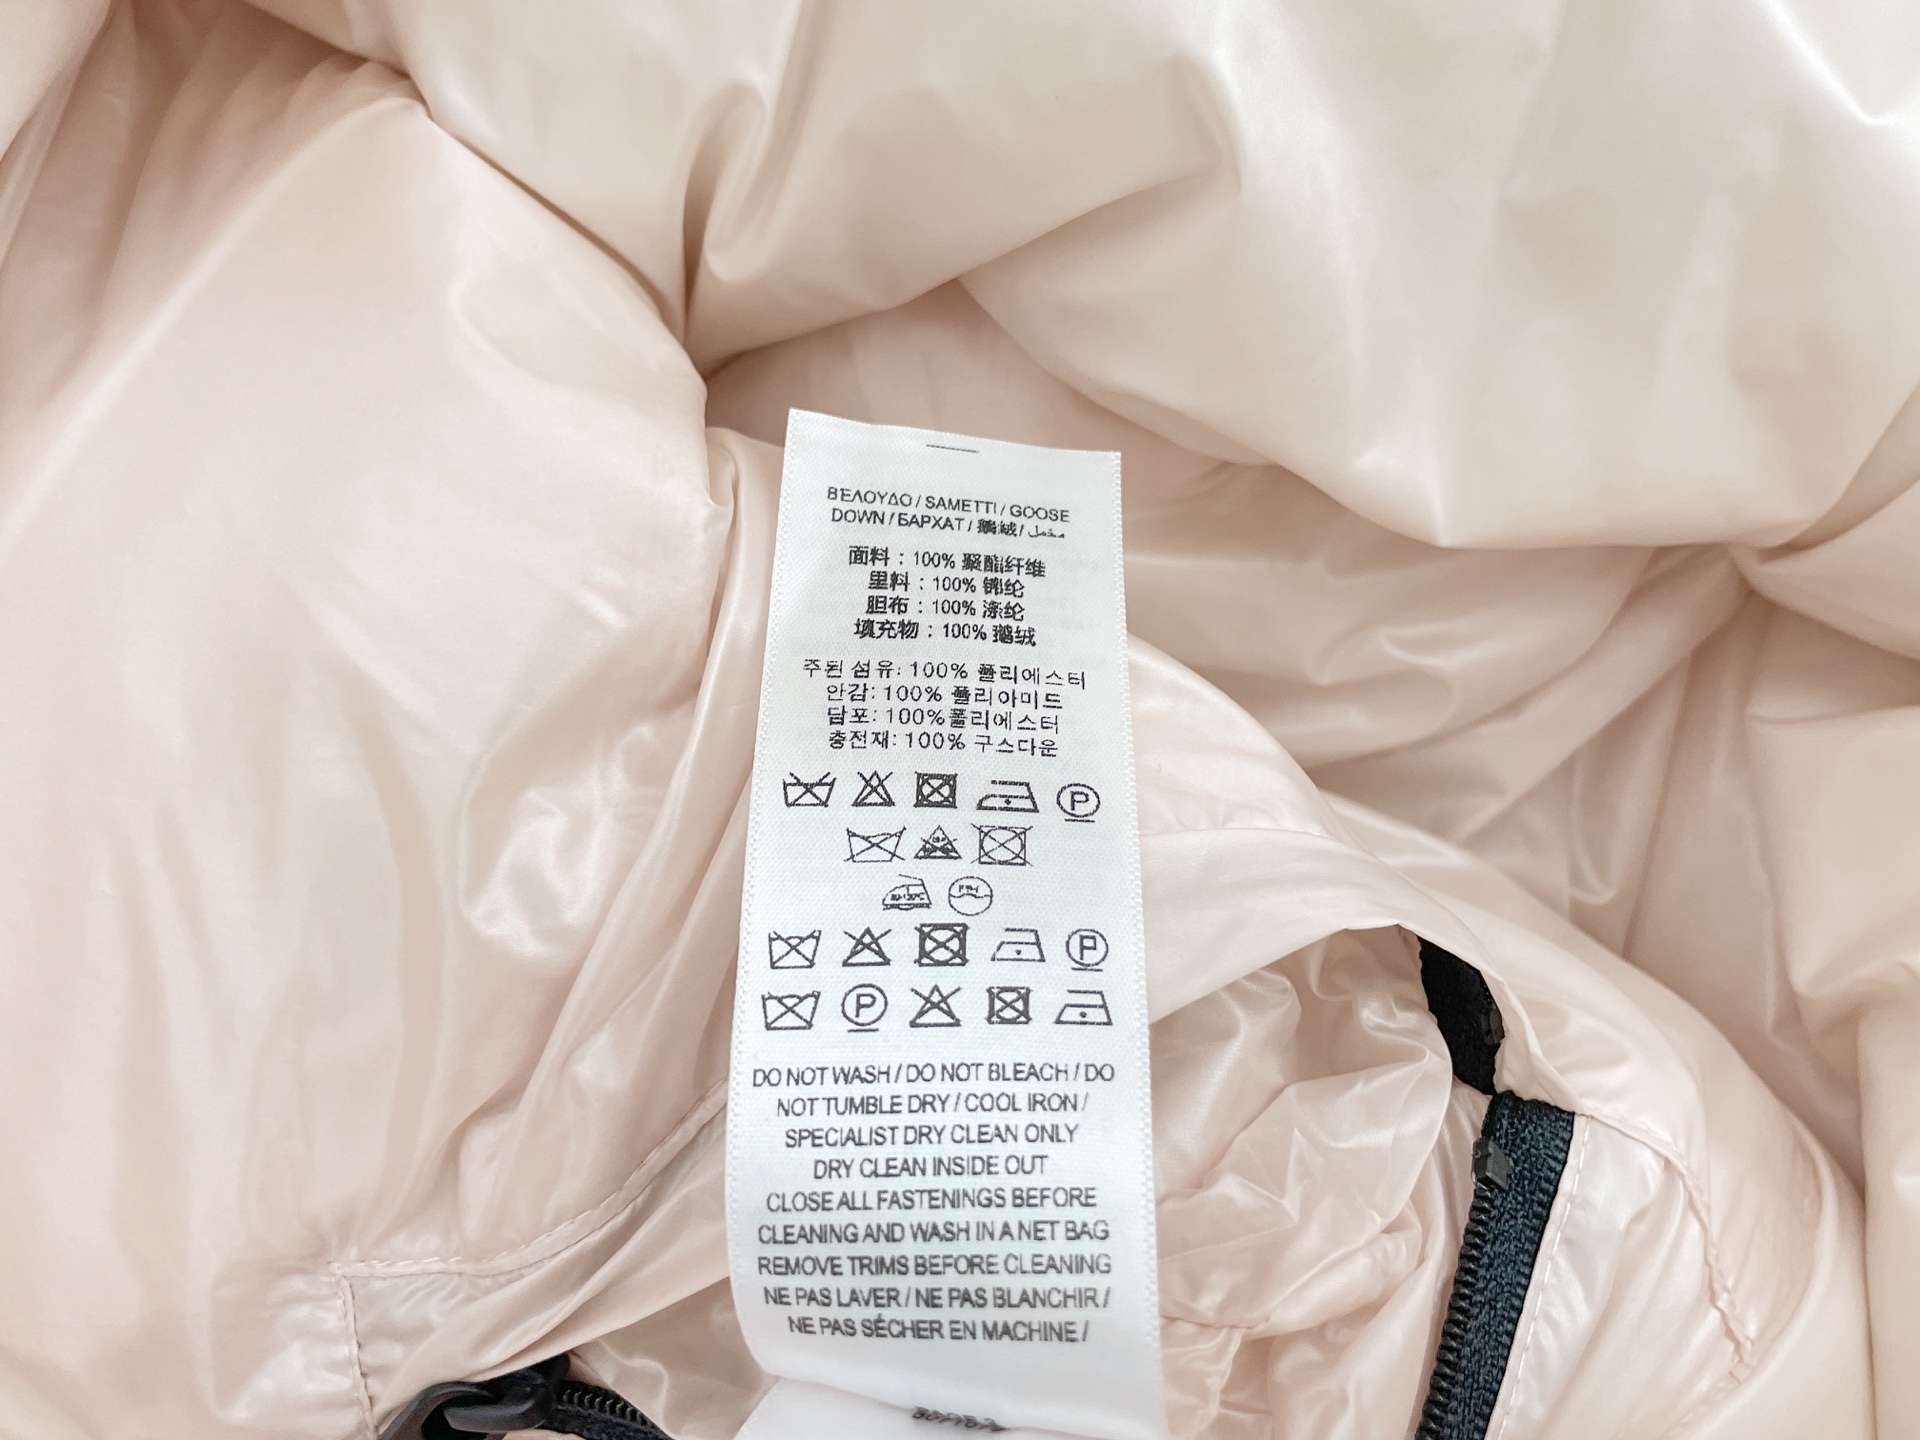 ΒΕΛΟΥΔΟ / SAMETTI / GOOSE
DOWN / БАРХАТ / 鵝絨 / مخمل
面料：100% 聚酯纤维
里料：100% 锦纶
胆布：100% 涤纶
填充物：100% 鹅绒
주된 섬유: 100% 폴리에스터
안감: 100% 폴리아미드
담포: 100% 폴리에스터
충전재: 100% 구스다운
P
P
P
DO NOT WASH / DO NOT BLEACH / DO
NOT TUMBLE DRY / COOL IRON /
SPECIALIST DRY CLEAN ONLY
DRY CLEAN INSIDE OUT
CLOSE ALL FASTENINGS BEFORE
CLEANING AND WASH IN A NET BAG
REMOVE TRIMS BEFORE CLEANING
NE PAS LAVER / NE PAS BLANCHIR /
NE PAS SÉCHER EN MACHINE /